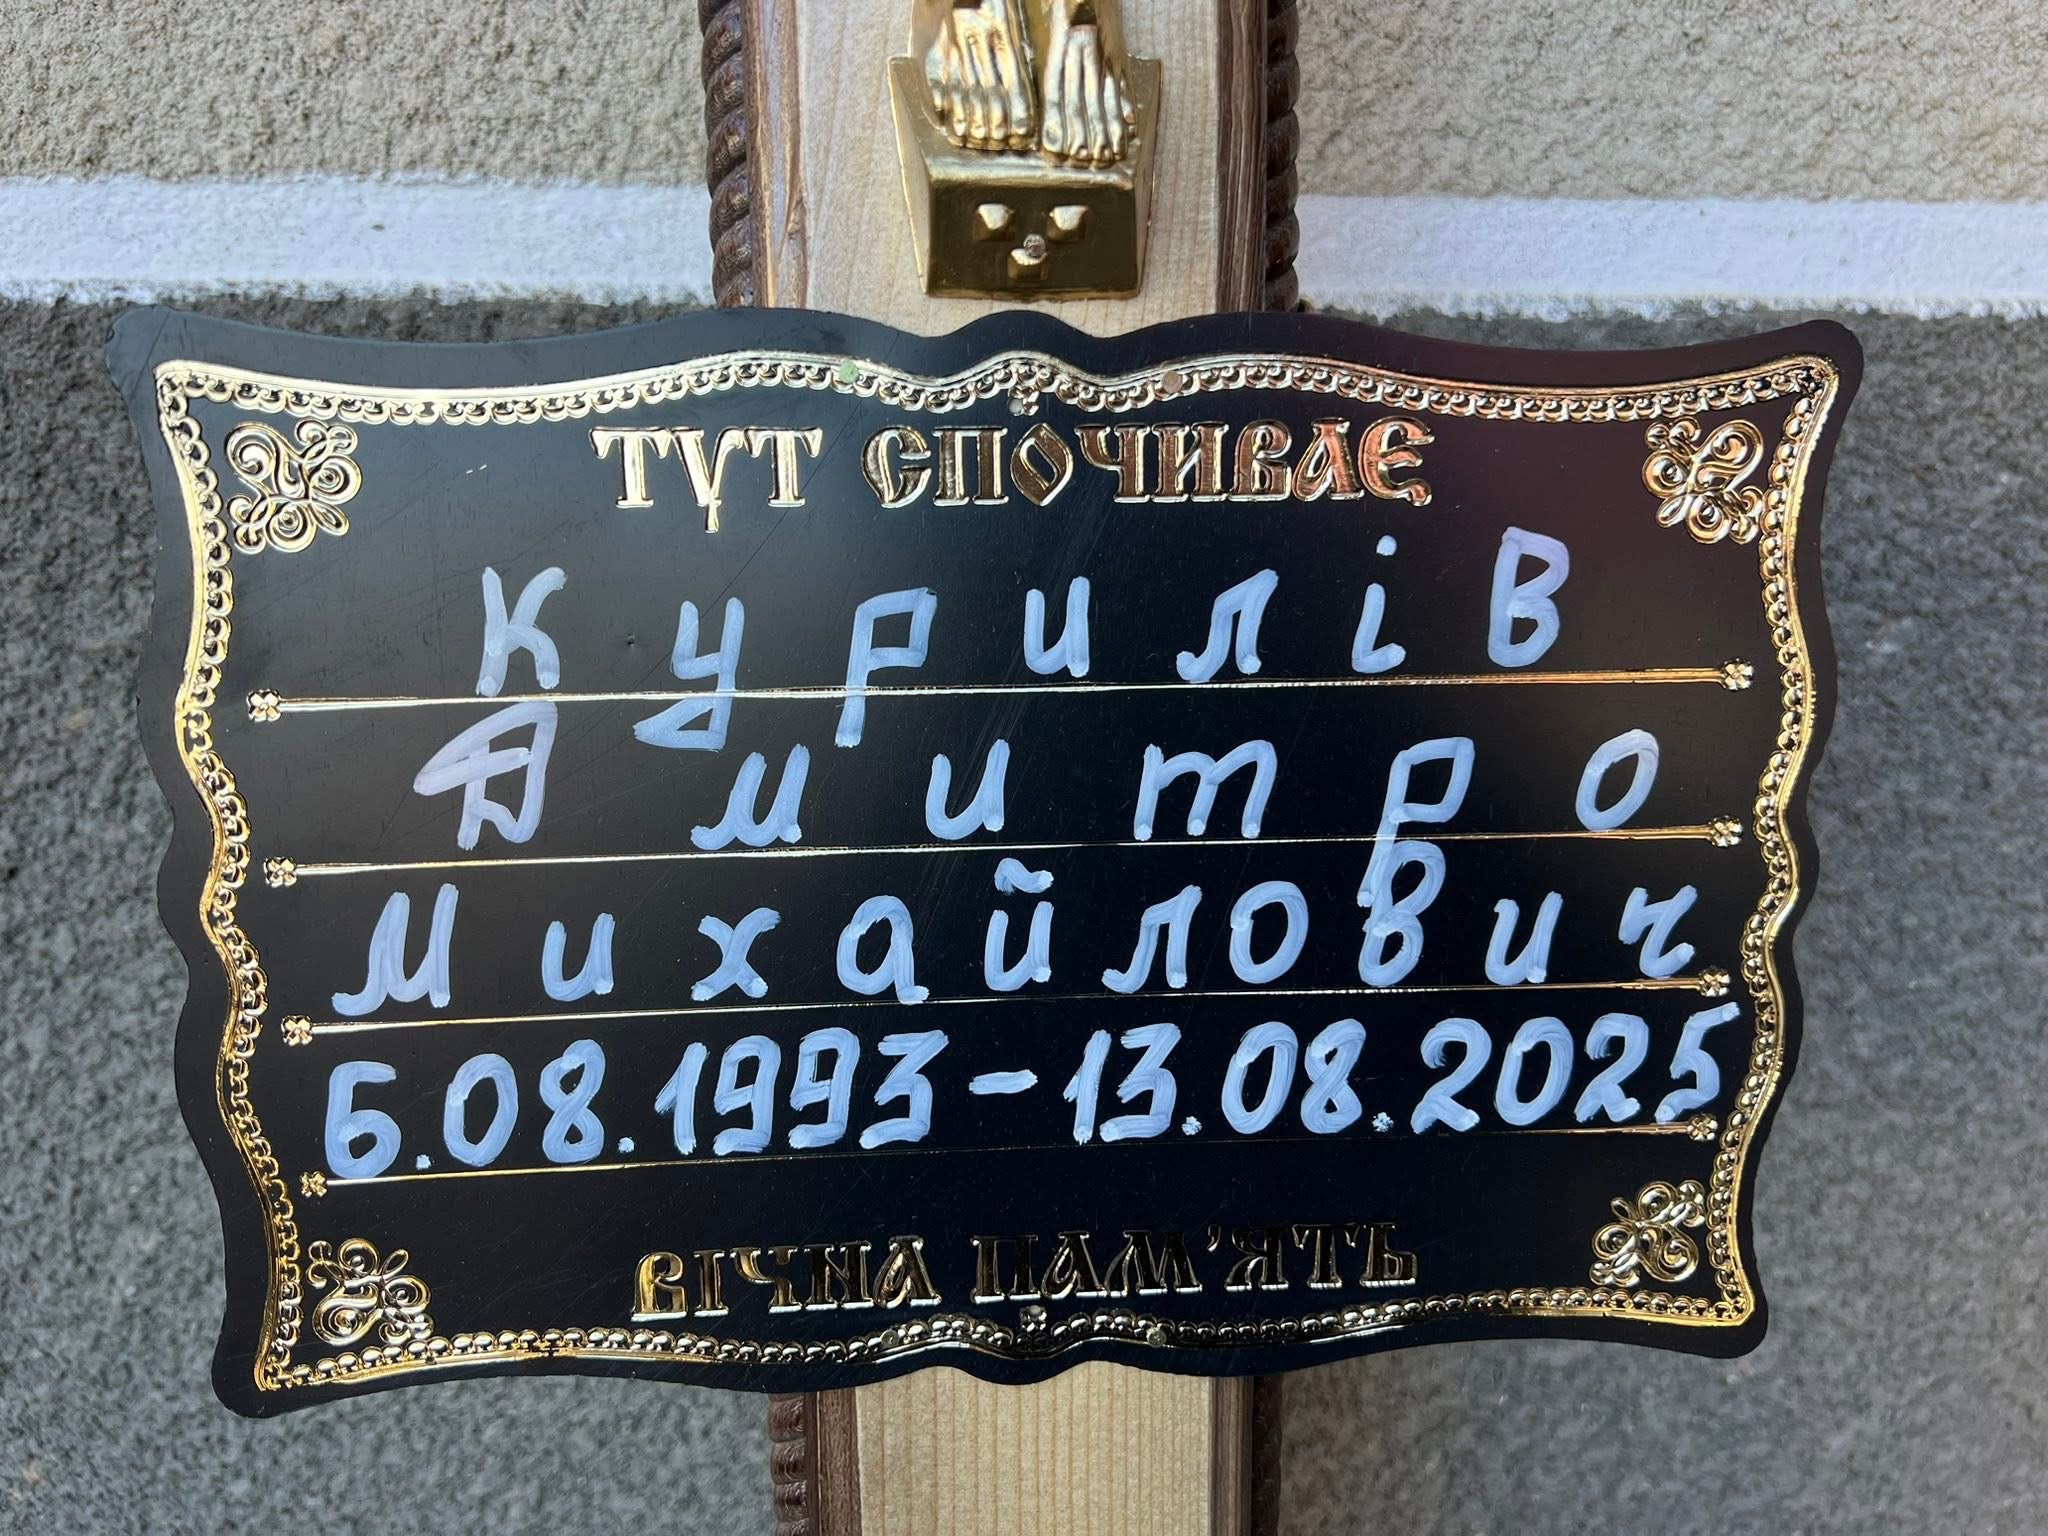 ТУТ СПОЧИВАЄ
Курилів
Дмитро
Михайлович
6.08.1993-13.08.2025
ВІЧНА ПАМ'ЯТЬ